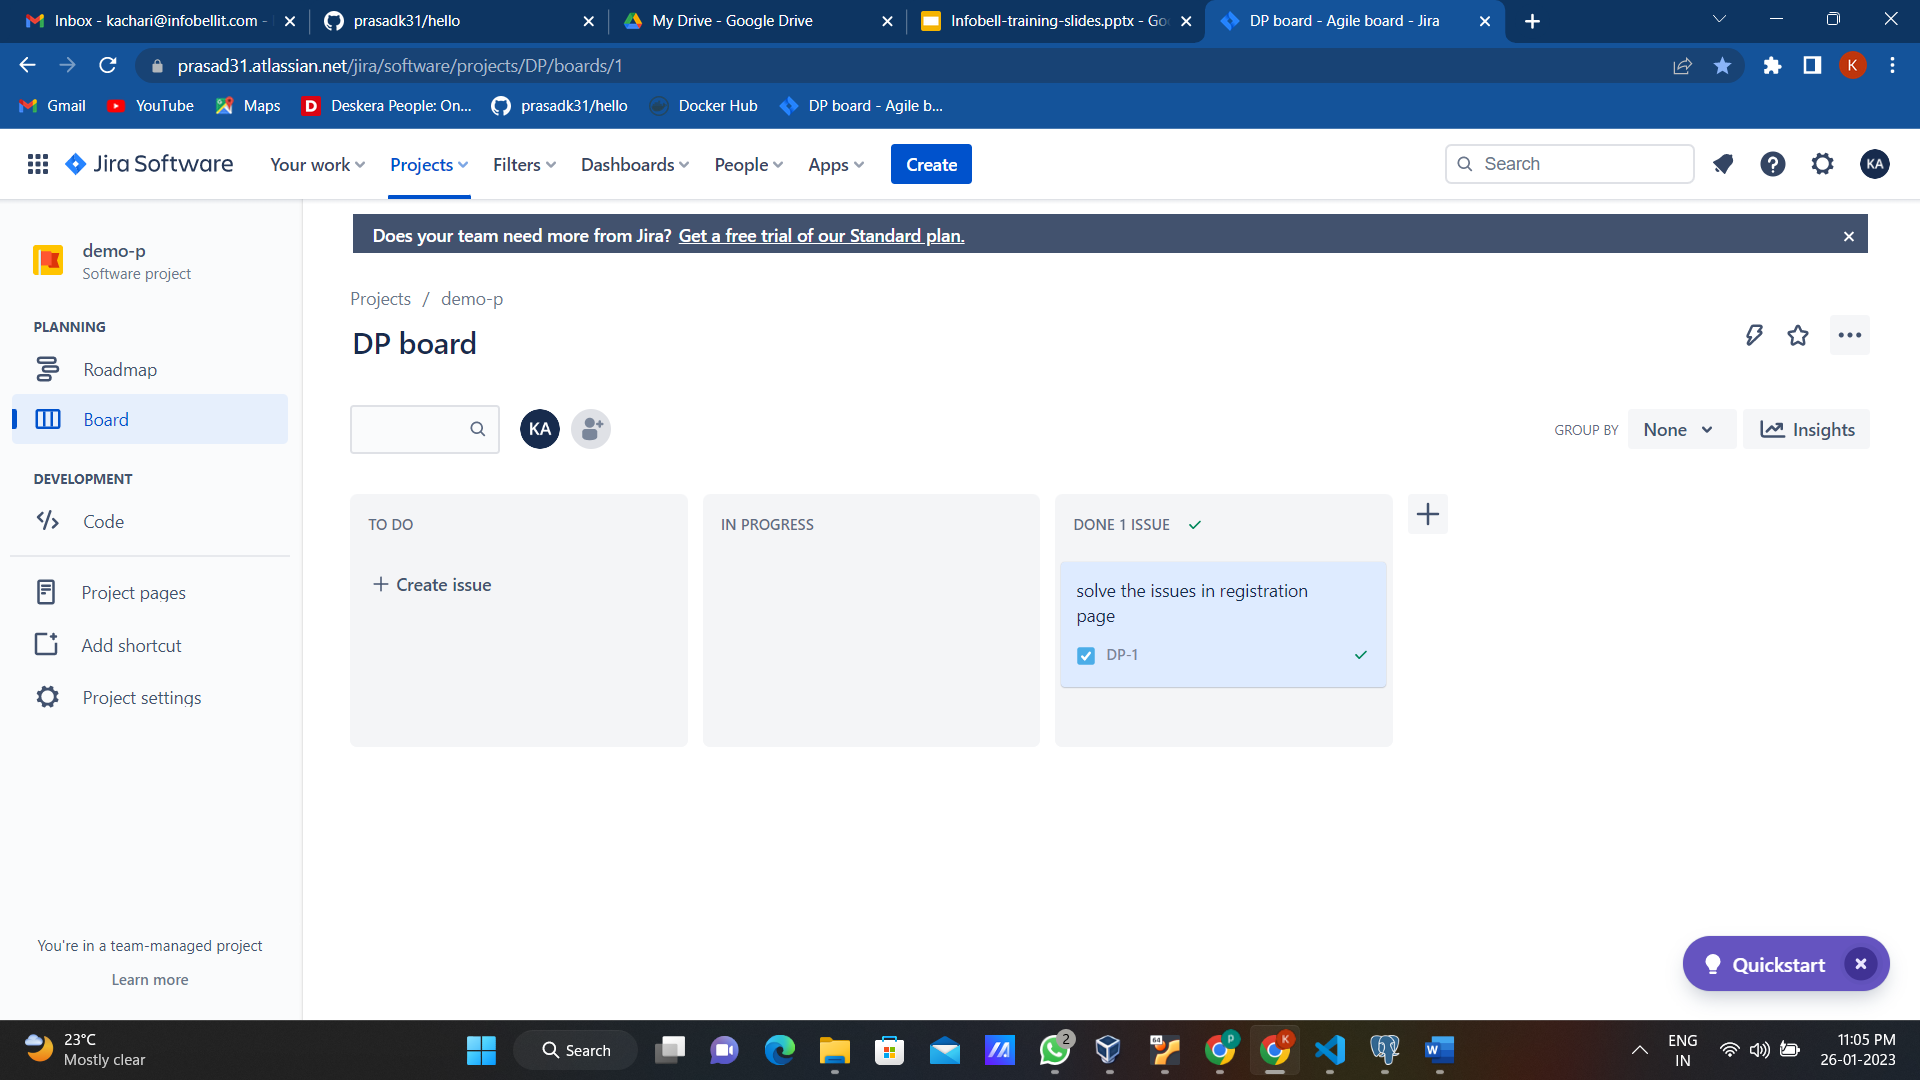 Inbox - kachari@infobellit.com -
prasadk31/hello
My Drive - Google Drive
Infobell-training-slides.pptx - Go
DP board - Agile board - Jira
prasad31.atlassian.net/jira/software/projects/DP/boards/1
K
Gmail
YouTube
Maps
D
Deskera People: On...
prasadk31/hello
Docker Hub
DP board - Agile b...
Jira Software
Your work
Projects
Filters
Dashboards
People
Apps
Create
Search
KA
demo-p
Software project
Does your team need more from Jira? Get a free trial of our Standard plan.
Projects / demo-p
DP board
PLANNING
Roadmap
Board
DEVELOPMENT
Code
Project pages
Add shortcut
Project settings
KA
GROUP BY
None
Insights
TO DO
+ Create issue
IN PROGRESS
DONE 1 ISSUE
solve the issues in registration
page
DP-1
You're in a team-managed project
Learn more
Quickstart
23°C
Mostly clear
Search
2
64
P
K
W
ENG
IN
11:05 PM
26-01-2023